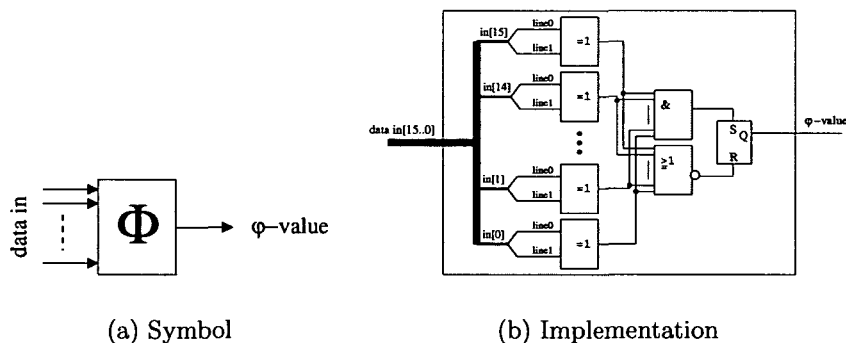 data in
Φ
φ–value
(a) Symbol
data in[15..0]
in[15]
line0
line1
=1
in[14]
line0
line1
=1
in[1]
line0
line1
=1
in[0]
line0
line1
=1
&
≥1
S
Q
R
φ–value
(b) Implementation